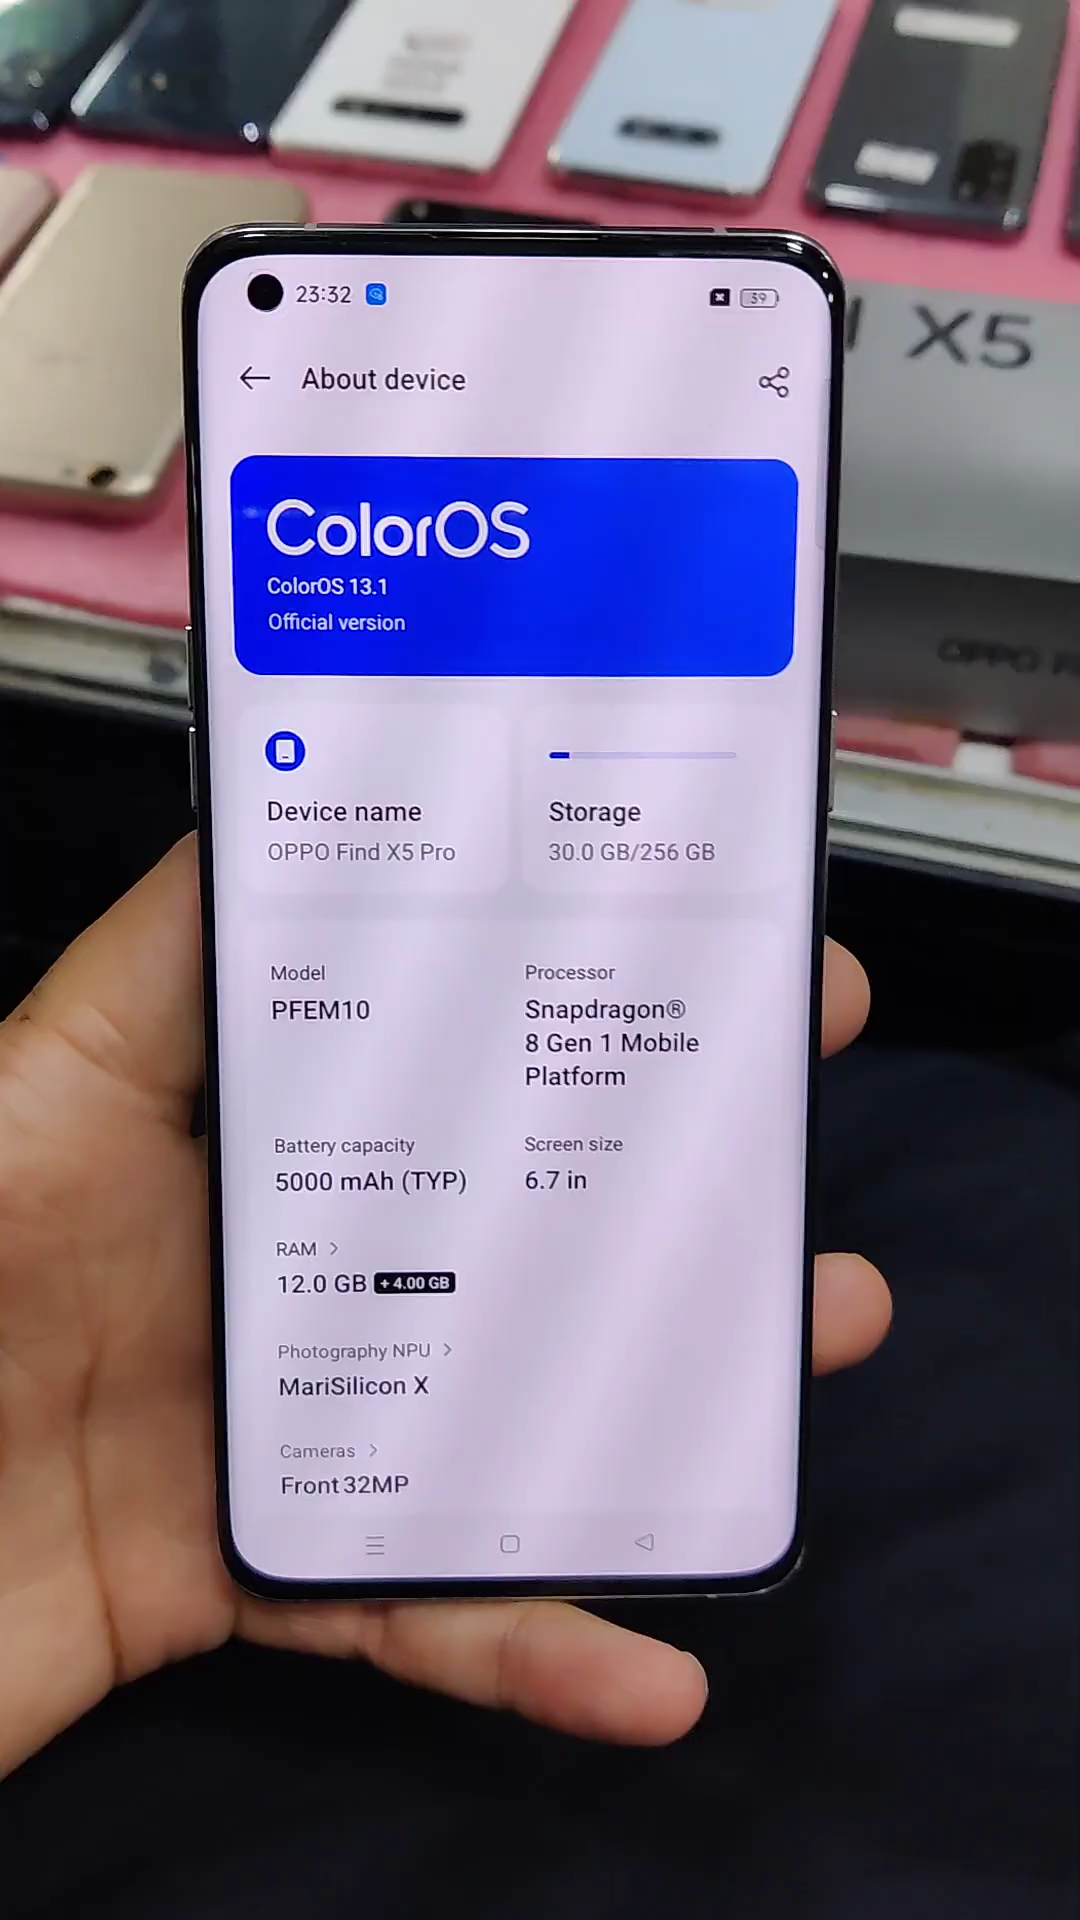 23:32
39
About device
X5
ColorOS
ColorOS 13.1
Official version
OPPO
Device name
Storage
OPPO Find X5 Pro
30.0 GB/256 GB
Model
Processor
PFEM10
Snapdragon®
8 Gen 1 Mobile
Platform
Battery capacity
Screen size
5000 mAh (TYP)
6.7 in
RAM >
12.0 GB + 4.00 GB
Photography NPU >
MariSilicon X
Cameras >
Front 32MP